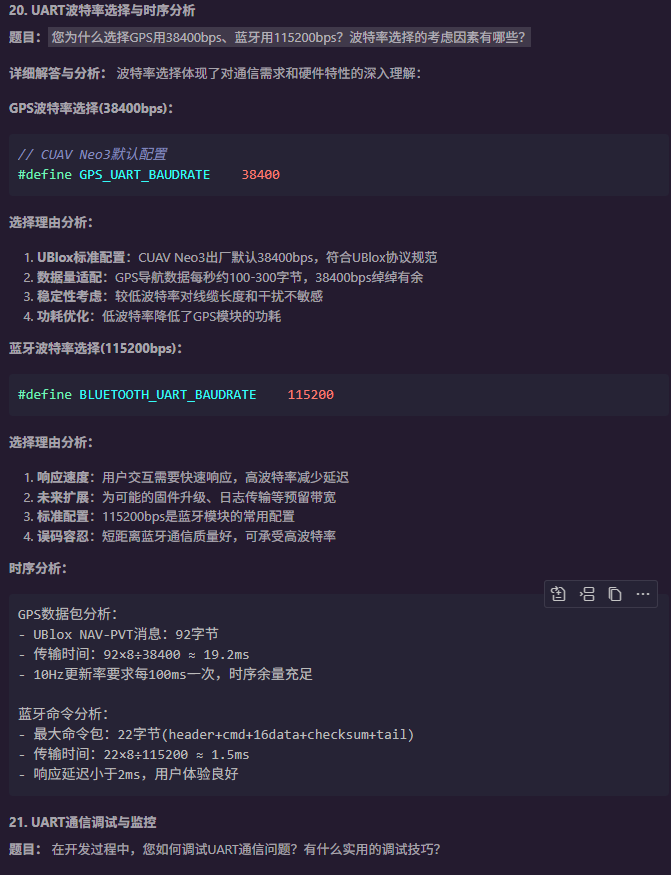 20. UART波特率选择与时序分析
题目： 您为什么选择GPS用38400bps、蓝牙用115200bps？波特率选择的考虑因素有哪些？
详细解答与分析： 波特率选择体现了对通信需求和硬件特性的深入理解：
GPS波特率选择(38400bps)：
// CUAV Neo3默认配置
#define GPS_UART_BAUDRATE    38400
选择理由分析：
1. UBlox标准配置：CUAV Neo3出厂默认38400bps，符合UBlox协议规范
2. 数据量适配：GPS导航数据每秒约100-300字节，38400bps绰绰有余
3. 稳定性考虑：较低波特率对线缆长度和干扰不敏感
4. 功耗优化：低波特率降低了GPS模块的功耗
蓝牙波特率选择(115200bps)：
#define BLUETOOTH_UART_BAUDRATE    115200
选择理由分析：
1. 响应速度：用户交互需要快速响应，高波特率减少延迟
2. 未来扩展：为可能的固件升级、日志传输等预留带宽
3. 标准配置：115200bps是蓝牙模块的常用配置
4. 误码容忍：短距离蓝牙通信质量好，可承受高波特率
时序分析：
GPS数据包分析：
- UBlox NAV-PVT消息：92字节
- 传输时间：92×8÷38400 ≈ 19.2ms
- 10Hz更新率要求每100ms一次，时序余量充足
蓝牙命令分析：
- 最大命令包：22字节(header+cmd+16data+checksum+tail)
- 传输时间：22×8÷115200 ≈ 1.5ms
- 响应延迟小于2ms，用户体验良好
21. UART通信调试与监控
题目： 在开发过程中，您如何调试UART通信问题？有什么实用的调试技巧？